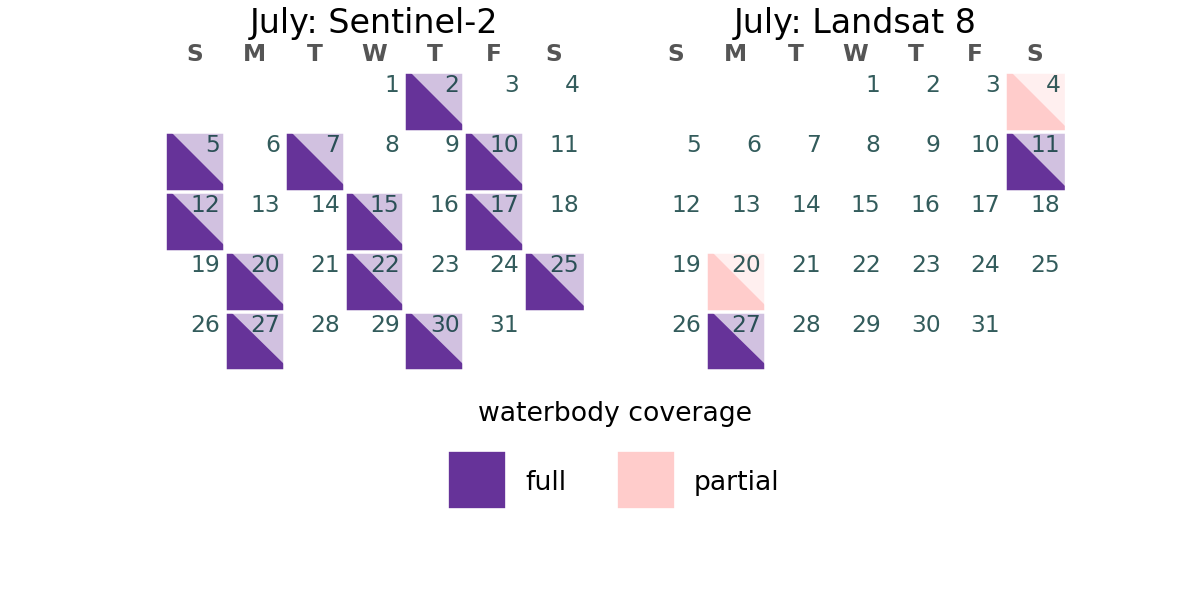 July: Sentinel-2
S M T W T F S
1 2 3 4
5 6 7 8 9 10 11
12 13 14 15 16 17 18
19 20 21 22 23 24 25
26 27 28 29 30 31
July: Landsat 8
S M T W T F S
1 2 3 4
5 6 7 8 9 10 11
12 13 14 15 16 17 18
19 20 21 22 23 24 25
26 27 28 29 30 31
waterbody coverage
full
partial